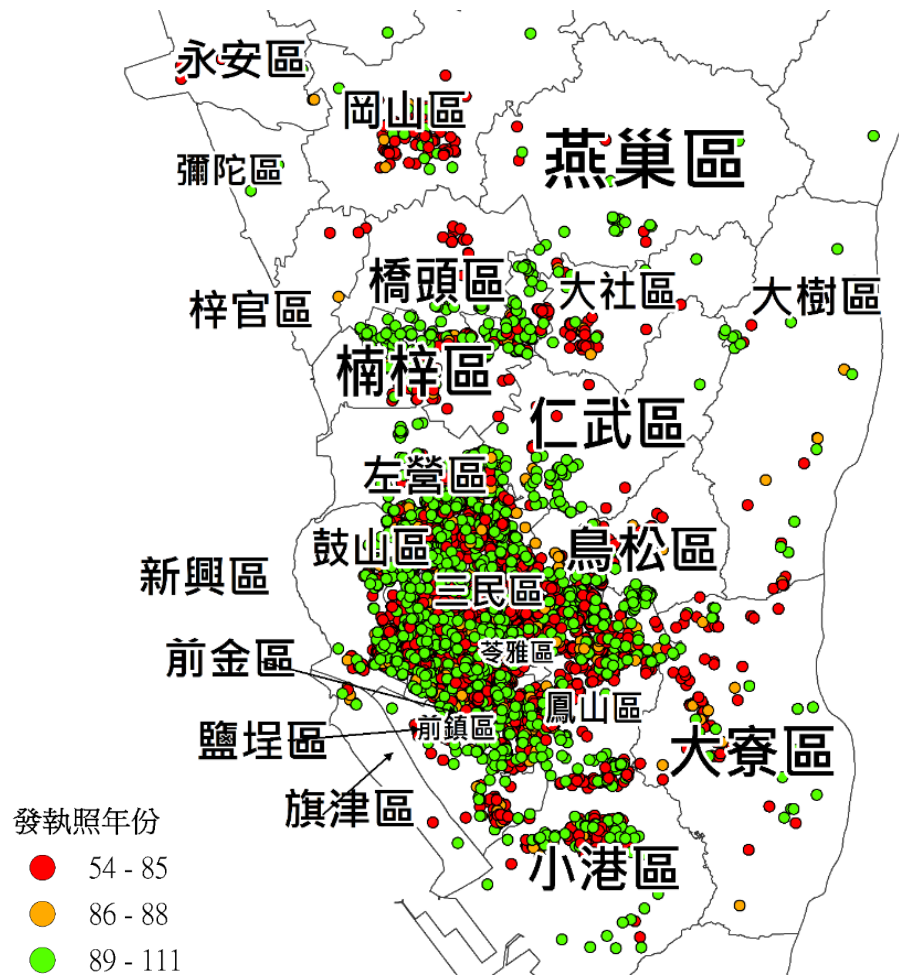 永安區
岡山區
燕巢區
彌陀區
橋頭區
大社區
大樹區
梓官區
楠梓區
仁武區
左營區
鼓山區
鳥松區
新興區
三民區
苓雅區
前金區
鳳山區
前鎮區
鹽埕區
大寮區
旗津區
小港區
發執照年份
54 - 85
86 - 88
89 - 111